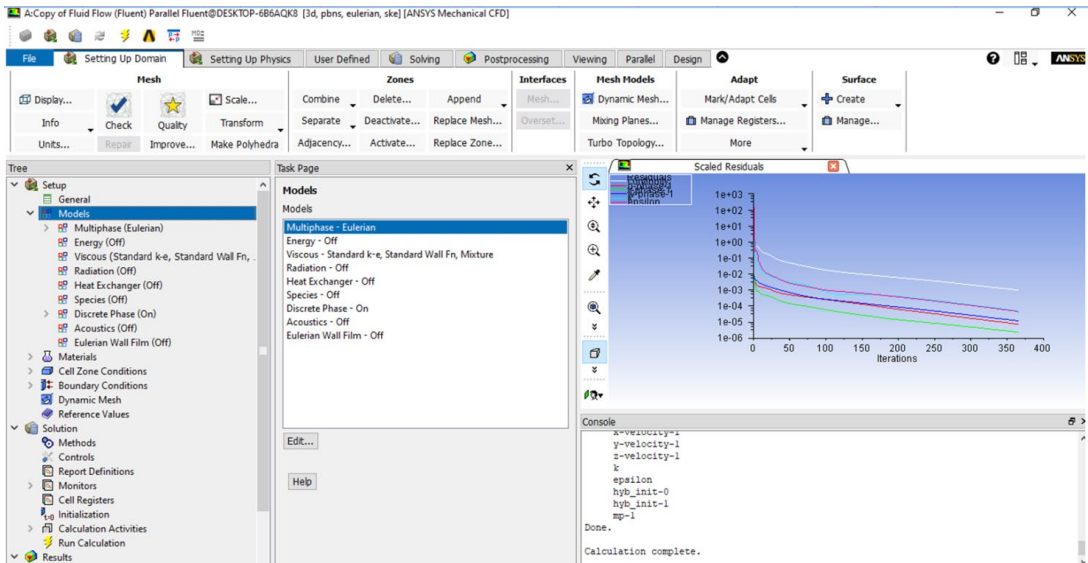 A:Copy of Fluid Flow (Fluent) Parallel Fluent@DESKTOP-6B6AQK8 [3d, pbns, eulerian, ske] [ANSYS Mechanical CFD]
File Setting Up Domain Setting Up Physics User Defined Solving Postprocessing Viewing Parallel Design ANSYS
Mesh Zones Interfaces Mesh Models Adapt Surface
Display... Scale... Combine Delete... Append Mesh... Dynamic Mesh... Mark/Adapt Cells Create
Info Check Quality Transform Separate Deactivate... Replace Mesh... Overset... Mixing Planes... Manage Registers... Manage...
Units... Repair Improve... Make Polyhedra Adjacency... Activate... Replace Zone... Turbo Topology... More
Tree
Setup
General
Models
Multiphase (Eulerian)
Energy (Off)
Viscous (Standard k-e, Standard Wall Fn,
Radiation (Off)
Heat Exchanger (Off)
Species (Off)
Discrete Phase (On)
Acoustics (Off)
Eulerian Wall Film (Off)
Materials
Cell Zone Conditions
Boundary Conditions
Dynamic Mesh
Reference Values
Solution
Methods
Controls
Report Definitions
Monitors
Cell Registers
Initialization
Calculation Activities
Run Calculation
Results
Task Page
Models
Models
Multiphase - Eulerian
Energy - Off
Viscous - Standard k-e, Standard Wall Fn, Mixture
Radiation - Off
Heat Exchanger - Off
Species - Off
Discrete Phase - On
Acoustics - Off
Eulerian Wall Film - Off
Edit...
Help
Scaled Residuals
Residuals
epsilon
1e+03
1e+02
1e+01
1e+00
1e-01
1e-02
1e-03
1e-04
1e-05
1e-06
0 50 100 150 200 250 300 350 400
Iterations
Console
x-velocity-1
y-velocity-1
z-velocity-1
k
epsilon
hyb_init-0
hyb_init-1
mp-1
Done.
Calculation complete.